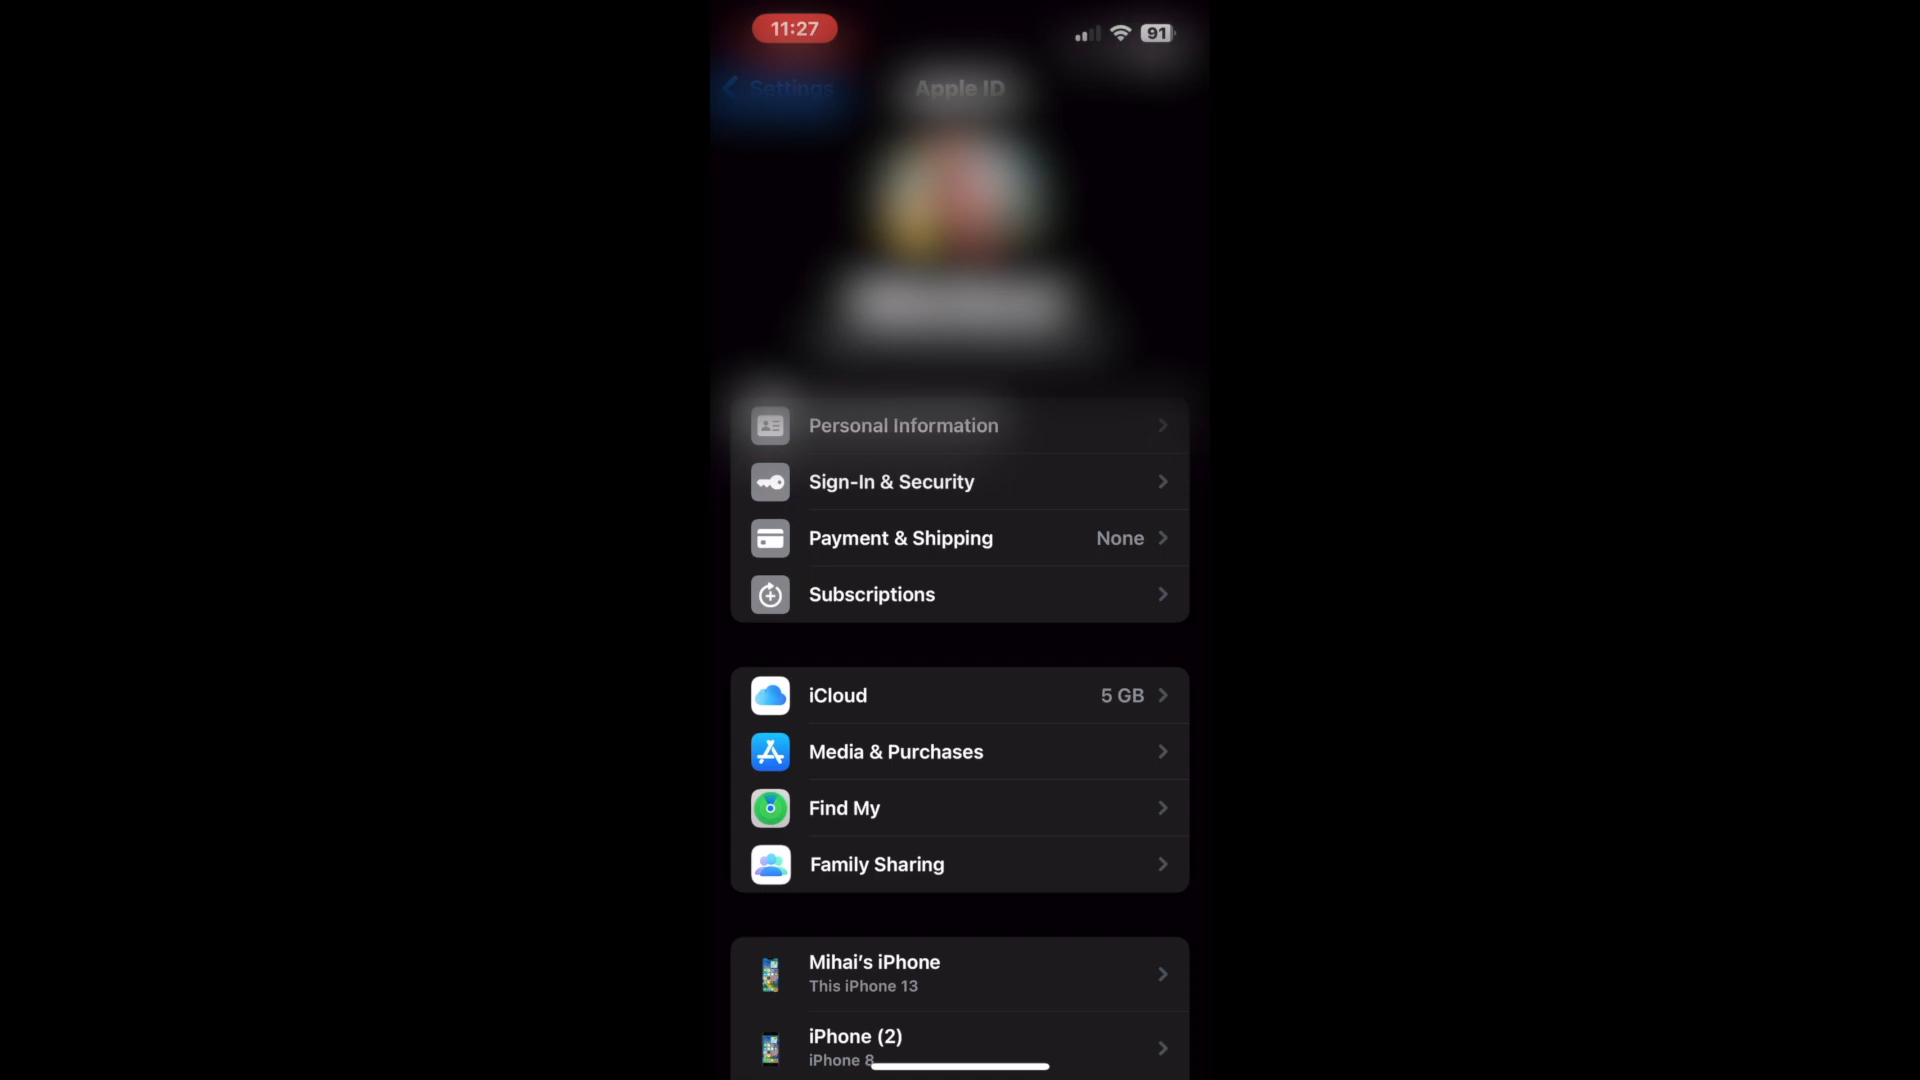 11:27
91
Settings
Apple ID
Personal Information
Sign-In & Security
Payment & Shipping
None
Subscriptions
iCloud
5 GB
Media & Purchases
Find My
Family Sharing
Mihai's iPhone
This iPhone 13
iPhone (2)
iPhone 8